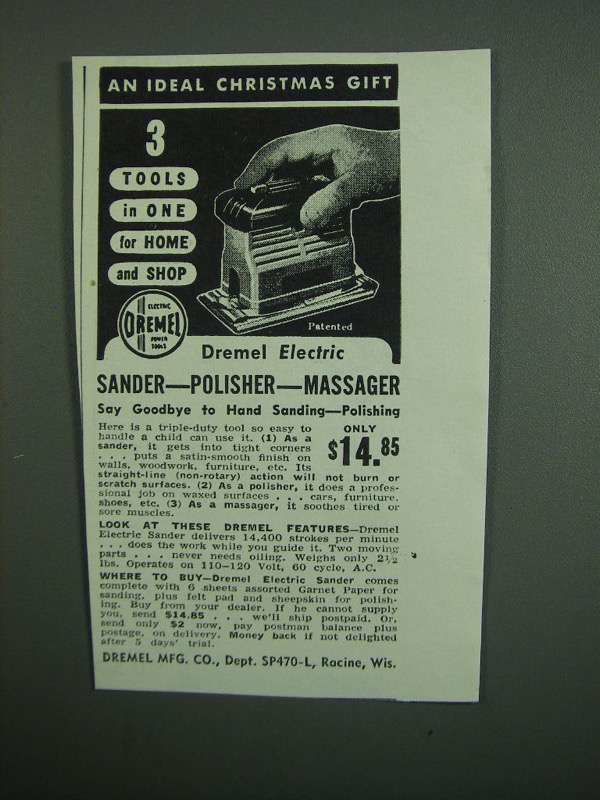 AN IDEAL CHRISTMAS GIFT
3
TOOLS
in ONE
for HOME
and SHOP
ELECTRIC
DREMEL
POWER
TOOLS
Patented
Dremel Electric
SANDER—POLISHER—MASSAGER
Say Goodbye to Hand Sanding—Polishing
Here is a triple-duty tool so easy to
handle a child can use it. (1) As a
sander, it gets into tight corners
. . . puts a satin-smooth finish on
walls, woodwork, furniture, etc. Its
ONLY
$14.85
straight-line (non-rotary) action will not burn or
scratch surfaces. (2) As a polisher, it does a profes-
sional job on waxed surfaces . . . cars, furniture,
shoes, etc. (3) As a massager, it soothes tired or
sore muscles.
LOOK AT THESE DREMEL FEATURES—Dremel
Electric Sander delivers 14,400 strokes per minute
. . . does the work while you guide it. Two moving
parts . . . never needs oiling. Weighs only 2½
lbs. Operates on 110-120 Volt, 60 cycle, A.C.
WHERE TO BUY—Dremel Electric Sander comes
complete with 6 sheets assorted Garnet Paper for
sanding, plus felt pad and sheepskin for polish-
ing. Buy from your dealer. If he cannot supply
you, send $14.85 . . . we'll ship postpaid. Or,
send only $2 now, pay postman balance plus
postage, on delivery. Money back if not delighted
after 5 days' trial.
DREMEL MFG. CO., Dept. SP470-L, Racine, Wis.